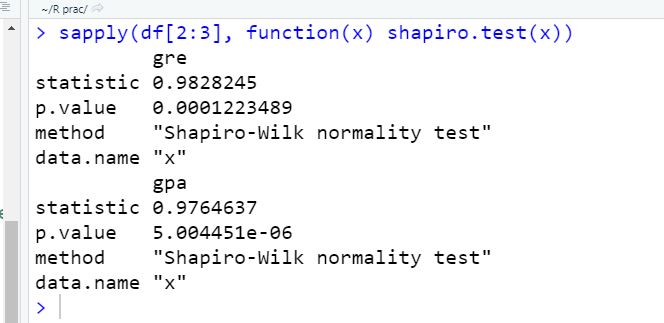 ~/R prac/
> sapply(df[2:3], function(x) shapiro.test(x))
gre
statistic 0.9828245
p.value 0.0001223489
method "Shapiro-Wilk normality test"
data.name "x"
gpa
statistic 0.9764637
p.value 5.004451e-06
method "Shapiro-Wilk normality test"
data.name "x"
>